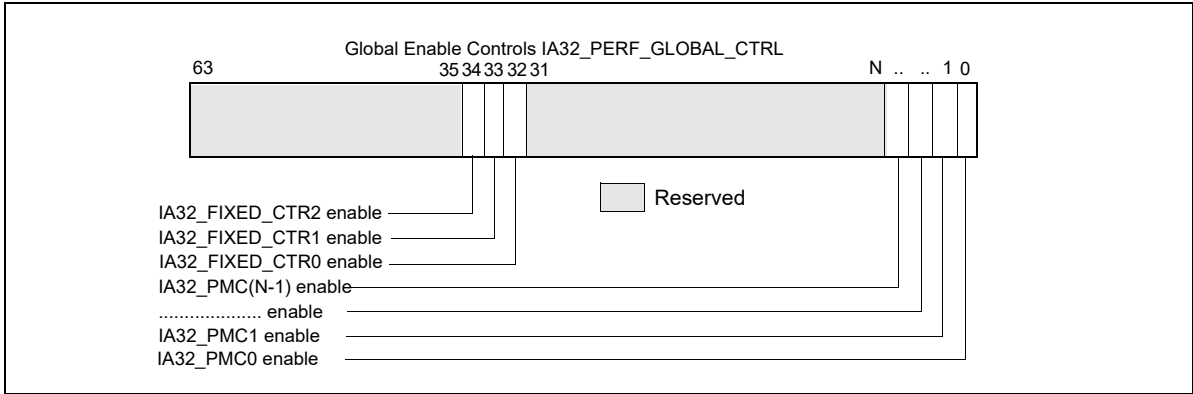 Global Enable Controls IA32_PERF_GLOBAL_CTRL
63 35 34 33 32 31 N .. .. 1 0
Reserved
IA32_FIXED_CTR2 enable
IA32_FIXED_CTR1 enable
IA32_FIXED_CTR0 enable
IA32_PMC(N-1) enable
.................... enable
IA32_PMC1 enable
IA32_PMC0 enable